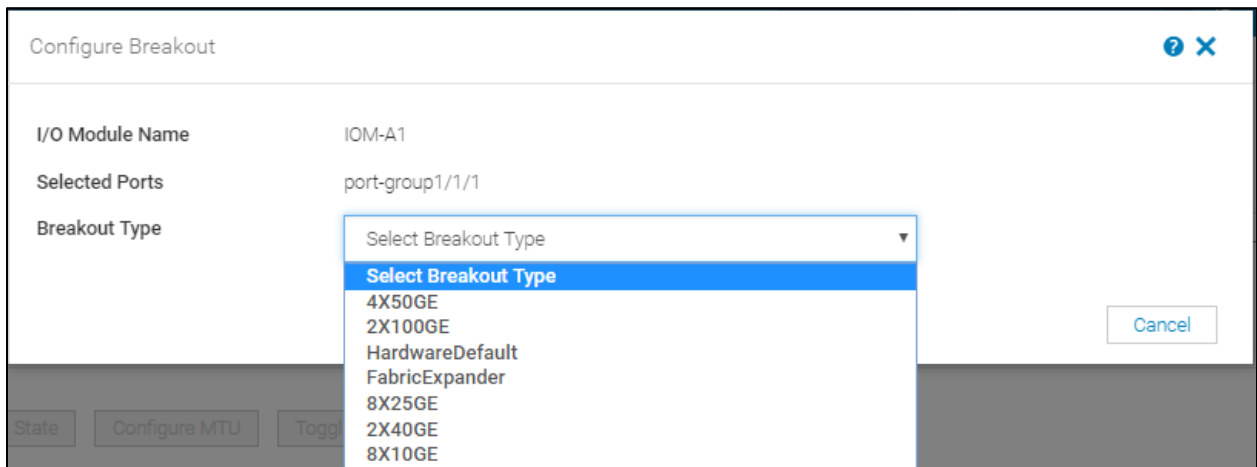 Configure Breakout
I/O Module Name IOM-A1
Selected Ports port-group1/1/1
Breakout Type Select Breakout Type
Select Breakout Type
4X50GE
2X100GE
Cancel
HardwareDefault
FabricExpander
8X25GE
State Configure MTU Toggl
2X40GE
8X10GE